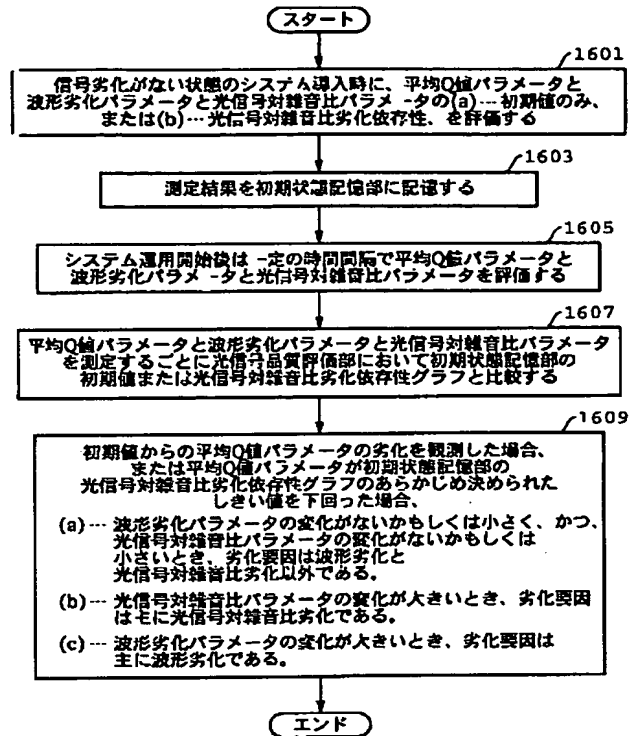 スタート
1601
信号劣化がない状態のシステム導入時に、平均Q値パラメータと
波形劣化パラメータと光信号対雑音比パラメ-タの(a)…初期値のみ、
または(b)…光信号対雑音比劣化依存性、を評価する
1603
測定結果を初期状態記憶部に記憶する
1605
システム運用開始後は一定の時間間隔で平均Q値パラメータと
波形劣化パラメ-タと光信号対雑音比パラメータを評価する
1607
平均Q値パラメータと波形劣化パラメータと光信号対雑音比パラメータ
を測定するごとに光信号品質評価部において初期状態記憶部の
初期値または光信号対雑音比劣化依存性グラフと比較する
1609
初期値からの平均Q値パラメータの劣化を観測した場合、
または平均Q値パラメータが初期状態記憶部の
光信号対雑音比劣化依存性グラフのあらかじめ決められた
しきい値を下回った場合、
(a)… 波形劣化パラメータの変化がないかもしくは小さく、かつ、
光信号対雑音比パラメータの変化がないかもしくは
小さいとき、劣化要因は波形劣化と
光信号対雑音比劣化以外である。
(b)… 光信号対雑音比パラメータの変化が大きいとき、劣化要因
は主に光信号対雑音比劣化である。
(c)… 波形劣化パラメータの変化が大きいとき、劣化要因は
主に波形劣化である。
エンド